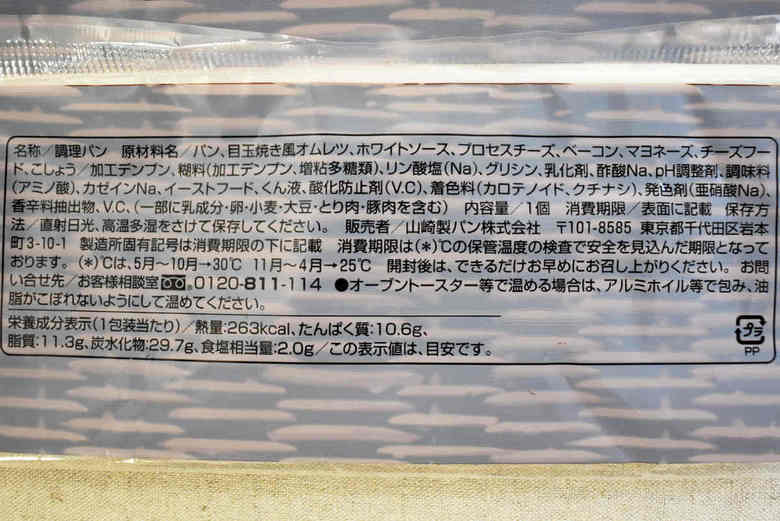 名称／調理パン　原材料名／パン、目玉焼き風オムレツ、ホワイトソース、プロセスチーズ、ベーコン、マヨネーズ、チーズフー
ド、こしょう／加工デンプン、糊料(加工デンプン、増粘多糖類)、リン酸塩(Na)、グリシン、乳化剤、酢酸Na、pH調整剤、調味料
(アミノ酸)、カゼインNa、イーストフード、くん液、酸化防止剤(V.C)、着色料(カロテノイド、クチナシ)、発色剤(亜硝酸Na)、
香辛料抽出物、V.C、(一部に乳成分・卵・小麦・大豆・とり肉・豚肉を含む)　内容量／1個　消費期限／表面に記載　保存方
法／直射日光、高温多湿をさけて保存してください。　販売者／山崎製パン株式会社　〒101-8585　東京都千代田区岩本
町3-10-1　製造所固有記号は消費期限の下に記載　消費期限は(＊)℃の保管温度の検査で安全を見込んだ期限となって
おります。(＊)℃は、5月～10月→30℃　11月～4月→25℃　開封後は、できるだけお早めにお召し上がりください。お問
い合せ先／お客様相談室 0120-811-114　●オーブントースター等で温める場合は、アルミホイル等で包み、油
脂がこぼれないようにして温めてください。
栄養成分表示(1包装当たり)／熱量:263kcal、たんぱく質:10.6g、
脂質:11.3g、炭水化物:29.7g、食塩相当量:2.0g／この表示値は、目安です。
プラ
PP